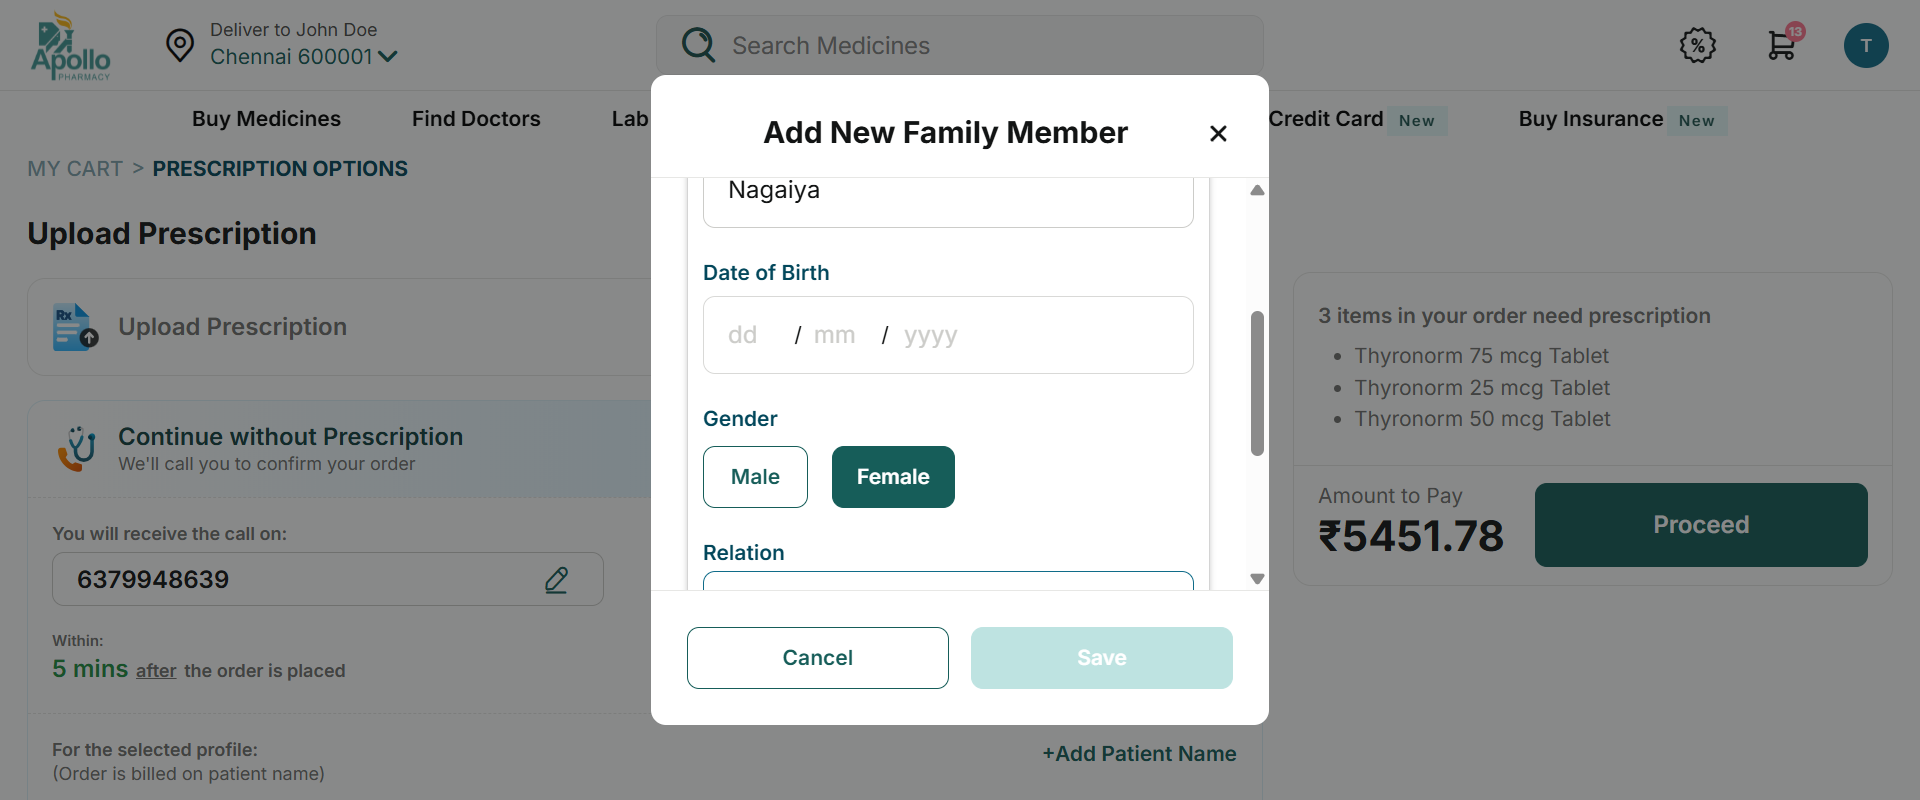 Apollo
PHARMACY
Deliver to John Doe
Chennai 600001
Search Medicines
%
13
T
Buy Medicines
Find Doctors
Lab
Credit Card New
Buy Insurance New
MY CART > PRESCRIPTION OPTIONS
Upload Prescription
Rx
Upload Prescription
Continue without Prescription
We'll call you to confirm your order
You will receive the call on:
6379948639
Within:
5 mins after the order is placed
For the selected profile:
(Order is billed on patient name)
+Add Patient Name
Add New Family Member
Nagaiya
Date of Birth
dd / mm / yyyy
Gender
Male
Female
Relation
Cancel
Save
3 items in your order need prescription
• Thyronorm 75 mcg Tablet
• Thyronorm 25 mcg Tablet
• Thyronorm 50 mcg Tablet
Amount to Pay
₹5451.78
Proceed